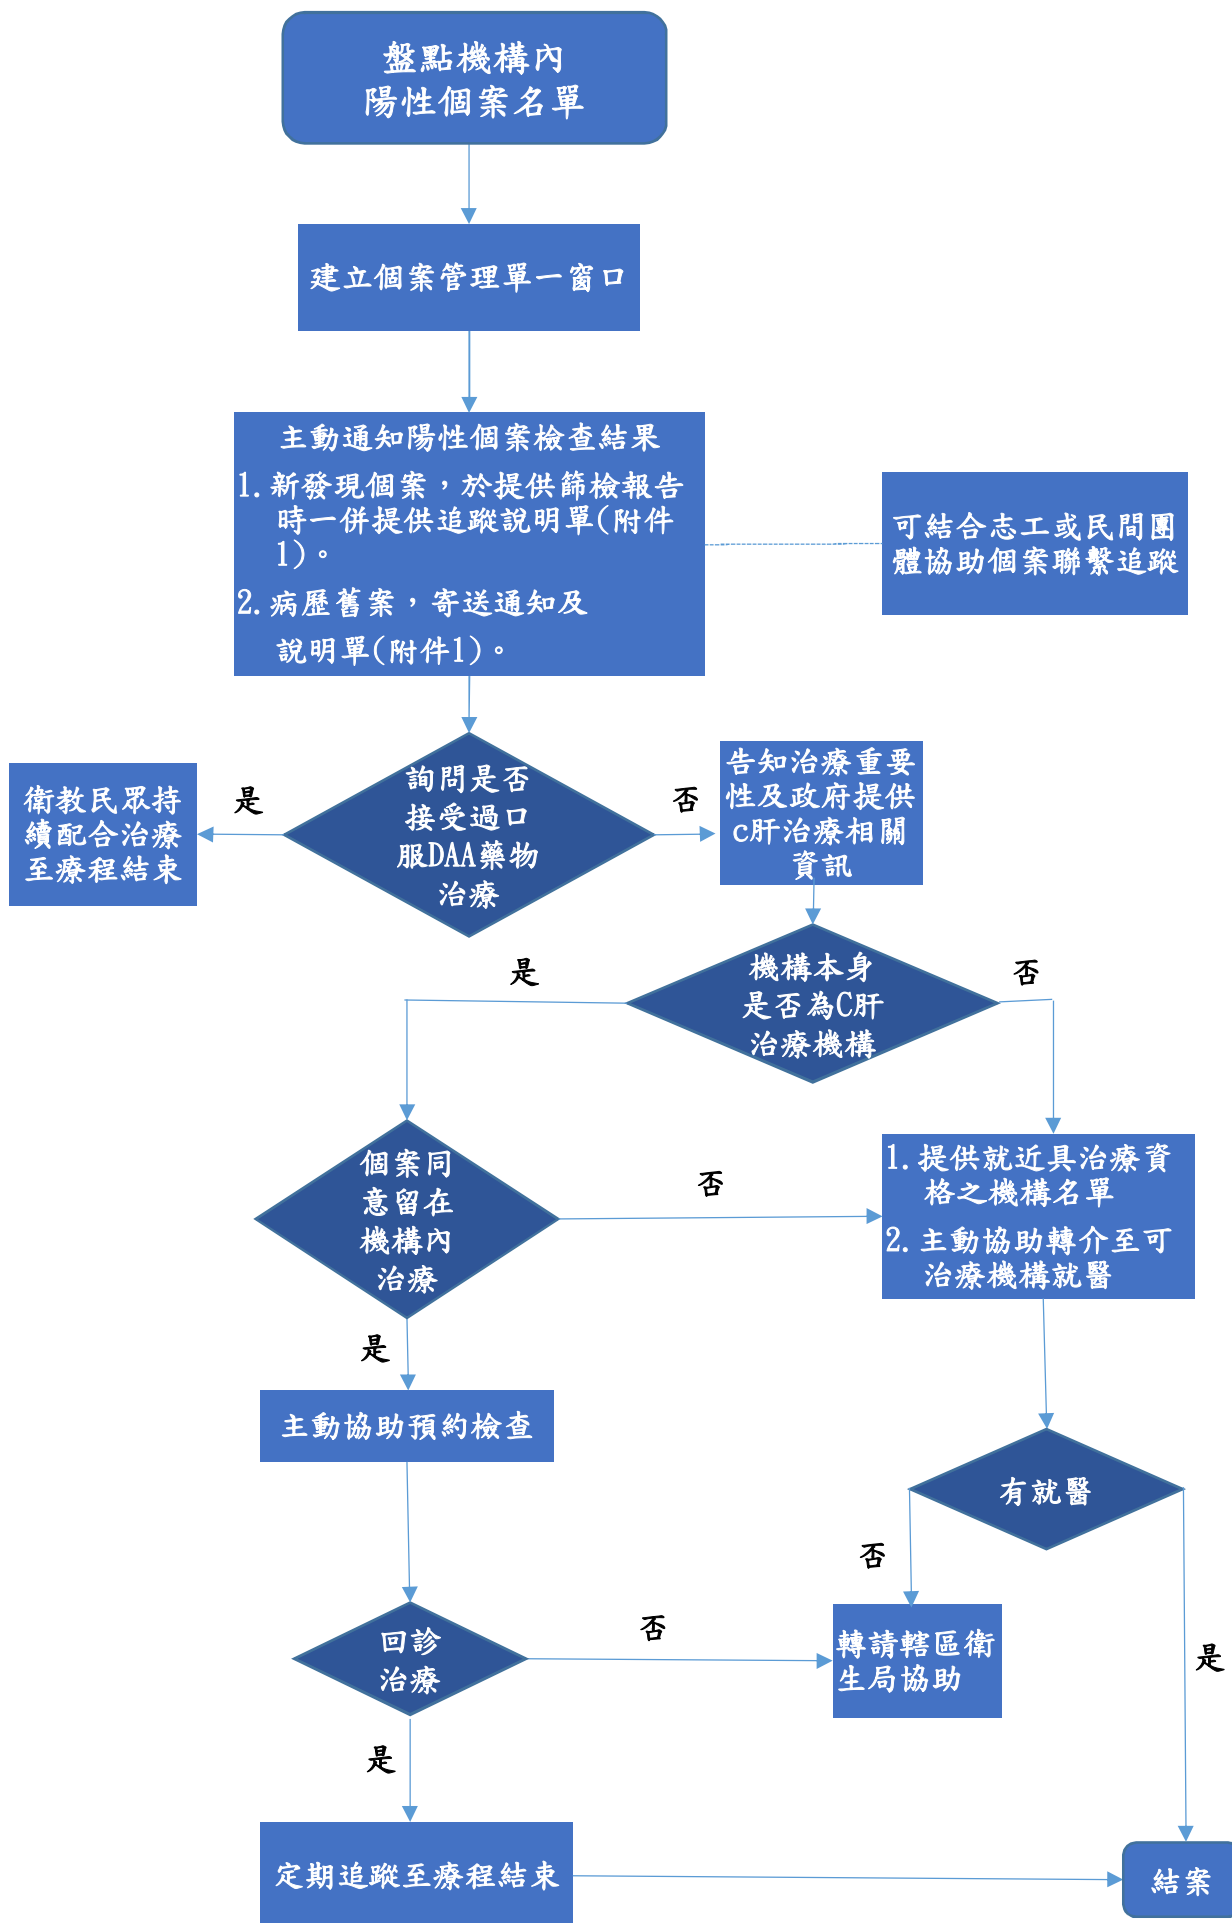 盤點機構內
陽性個案名單
建立個案管理單一窗口
主動通知陽性個案檢查結果
1. 新發現個案，於提供篩檢報告
時一併提供追蹤說明單(附件
1)。
2. 病歷舊案，寄送通知及
說明單(附件1)。
可結合志工或民間團
體協助個案聯繫追蹤
詢問是否
接受過口
服DAA藥物
治療
是
否
衛教民眾持
續配合治療
至療程結束
告知治療重要
性及政府提供
c肝治療相關
資訊
機構本身
是否為C肝
治療機構
是
否
個案同
意留在
機構內
治療
否
是
1. 提供就近具治療資
格之機構名單
2. 主動協助轉介至可
治療機構就醫
主動協助預約檢查
有就醫
否
是
回診
治療
否
是
轉請轄區衛
生局協助
定期追蹤至療程結束
結案